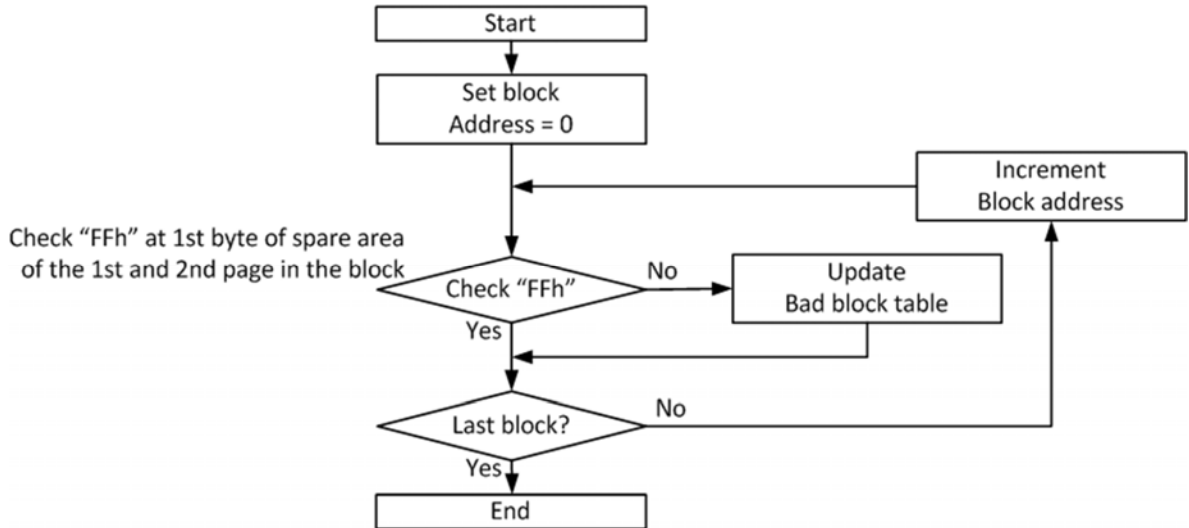 Start
Set block
Address = 0
Increment
Block address
Check “FFh” at 1st byte of spare area
of the 1st and 2nd page in the block
Check “FFh”
No
Update
Bad block table
Yes
Last block?
No
Yes
End